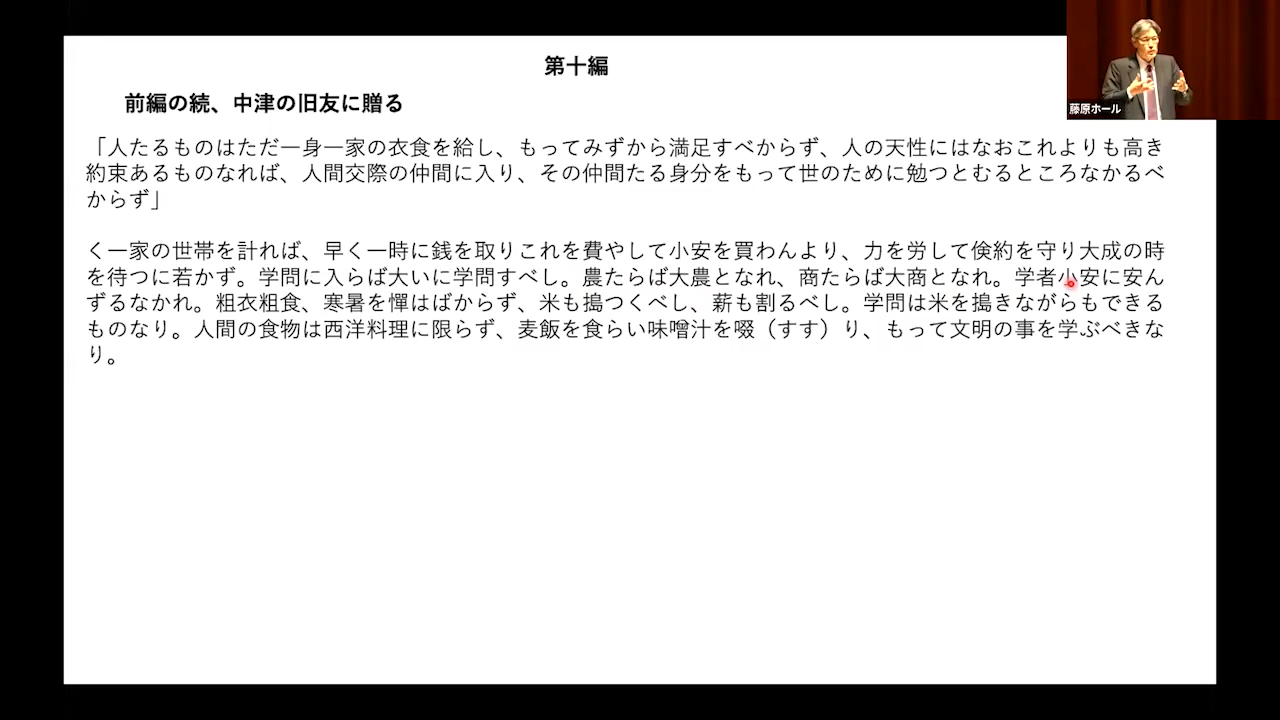 第十編
藤原ホール
前編の続、中津の旧友に贈る
「人たるものはただ一身一家の衣食を給し、もってみずから満足すべからず、人の天性にはなおこれよりも高き
約束あるものなれば、人間交際の仲間に入り、その仲間たる身分をもって世のために勉つとむるところなかるべ
からず」
く一家の世帯を計れば、早く一時に銭を取りこれを費やして小安を買わんより、力を労して倹約を守り大成の時
を待つに若かず。学問に入らば大いに学問すべし。農たらば大農となれ、商たらば大商となれ。学者小安に安ん
ずるなかれ。粗衣粗食、寒暑を憚はばからず、米も搗つくべし、薪も割るべし。学問は米を搗きながらもできる
ものなり。人間の食物は西洋料理に限らず、麦飯を食らい味噌汁を啜（すす）り、もって文明の事を学ぶべきな
り。